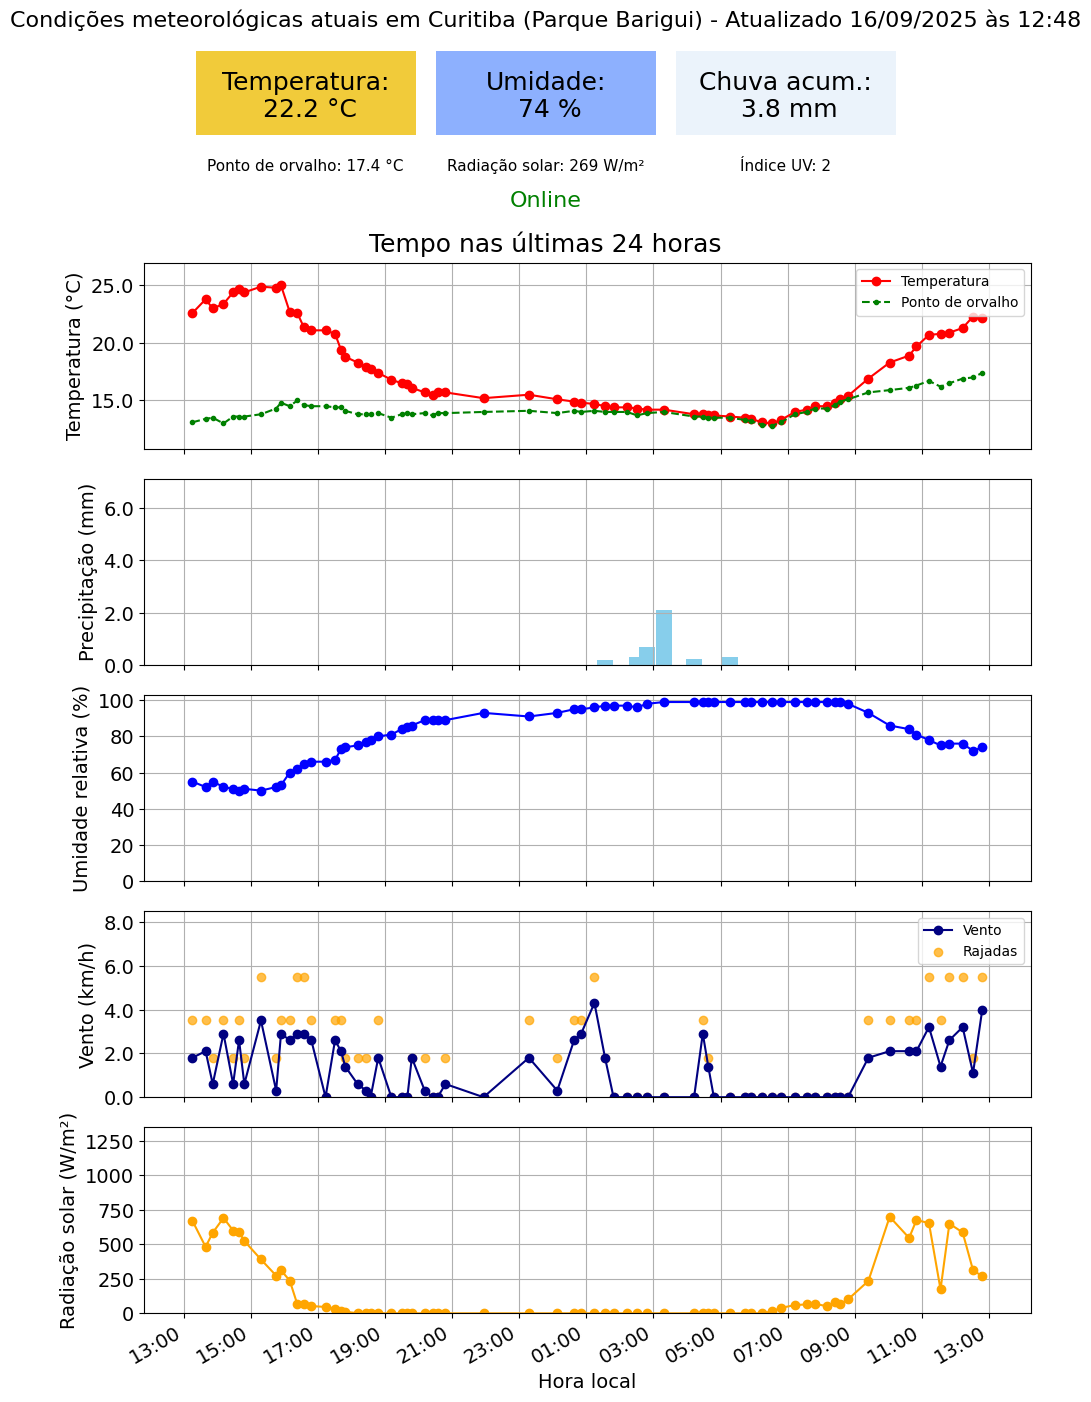 Condições meteorológicas atuais em Curitiba (Parque Barigui) - Atualizado 16/09/2025 às 12:48
Temperatura:
22.2 °C
Umidade:
74 %
Chuva acum.:
3.8 mm
Ponto de orvalho: 17.4 °C
Radiação solar: 269 W/m²
Índice UV: 2
Online
Tempo nas últimas 24 horas
Temperatura (°C)
25.0
20.0
15.0
Temperatura
Ponto de orvalho
Precipitação (mm)
6.0
4.0
2.0
0.0
Umidade relativa (%)
100
80
60
40
20
0
Vento (km/h)
8.0
6.0
4.0
2.0
0.0
Vento
Rajadas
Radiação solar (W/m²)
1250
1000
750
500
250
0
13:00
15:00
17:00
19:00
21:00
23:00
01:00
03:00
05:00
07:00
09:00
11:00
13:00
Hora local